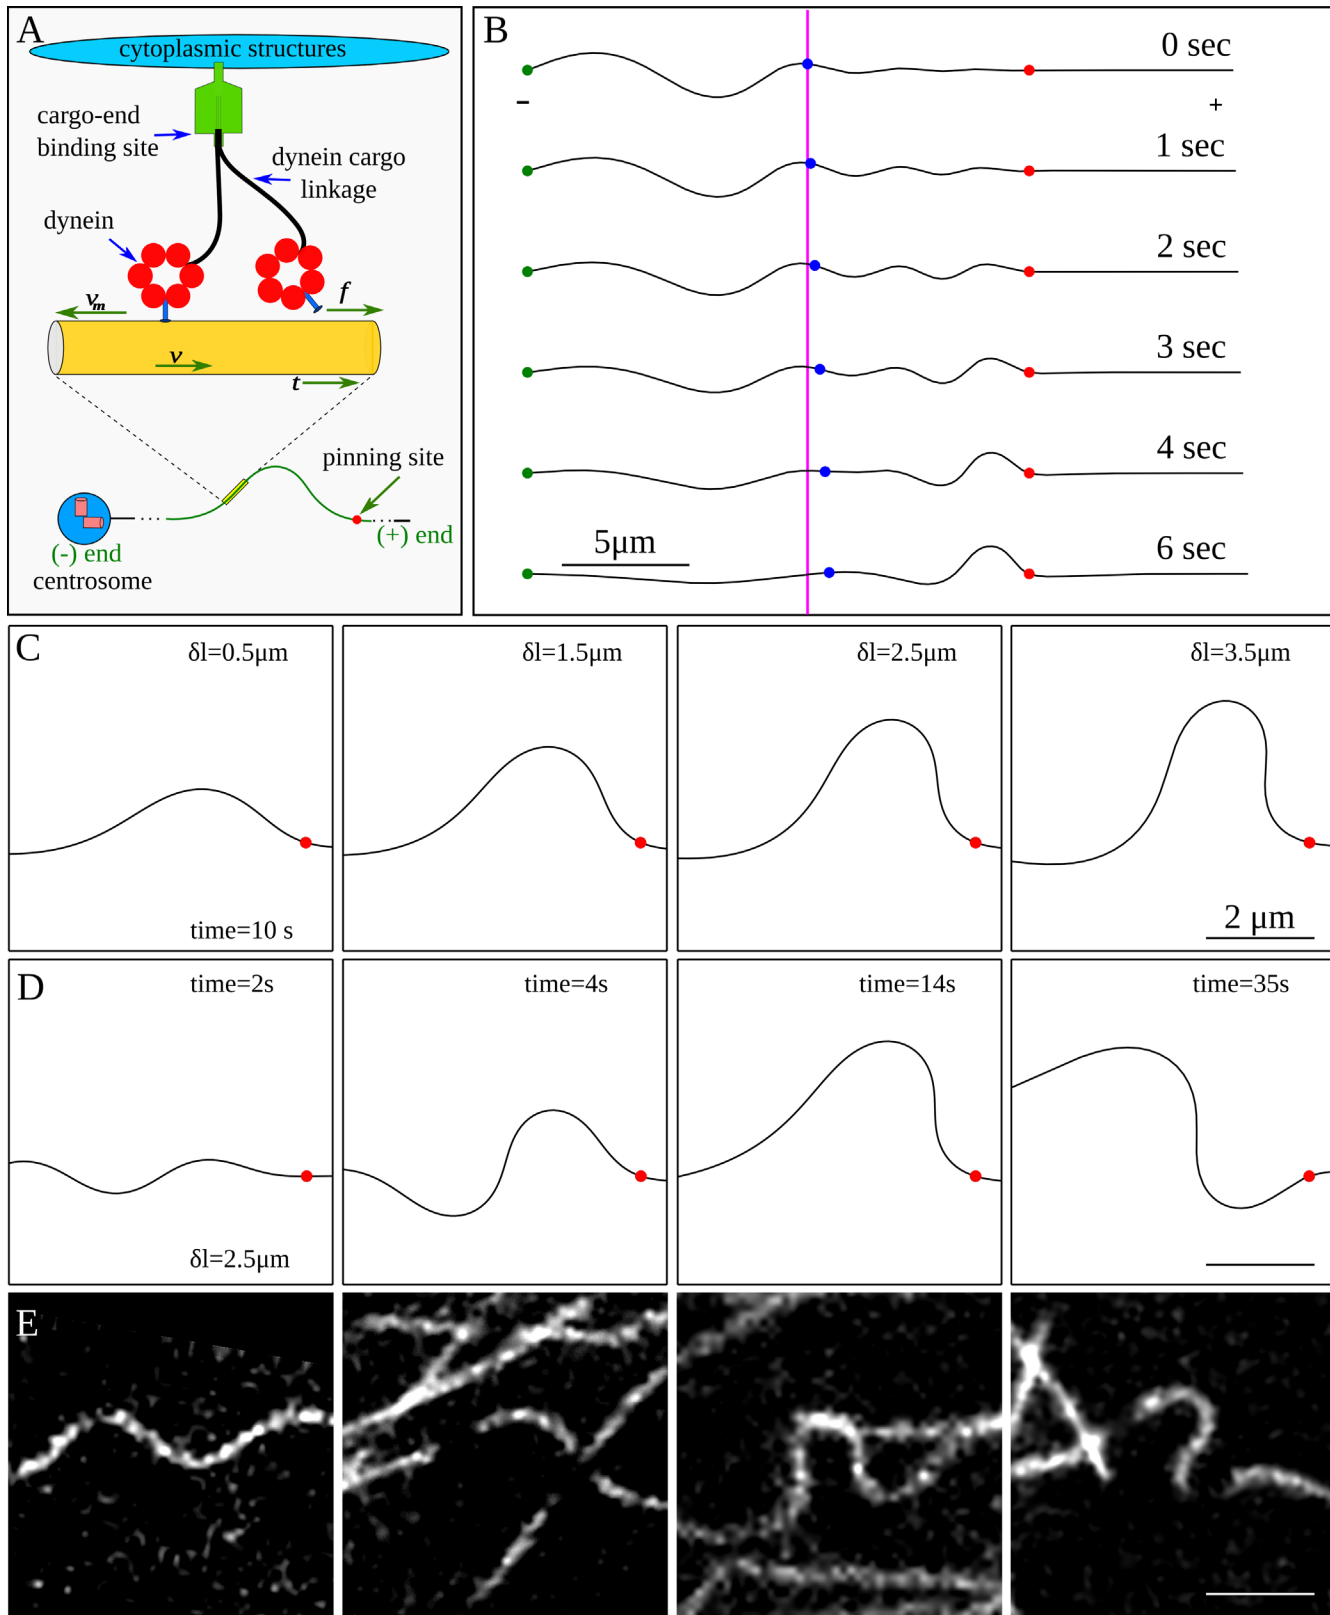 A
cytoplasmic structures
cargo-end
binding site
dynein cargo
linkage
dynein
vm
f
v
t
pinning site
(-) end
centrosome
(+) end
B
0 sec
-
+
1 sec
2 sec
3 sec
4 sec
5μm
6 sec
C
δl=0.5μm
δl=1.5μm
δl=2.5μm
δl=3.5μm
time=10 s
2 μm
D
time=2s
time=4s
time=14s
time=35s
δl=2.5μm
E